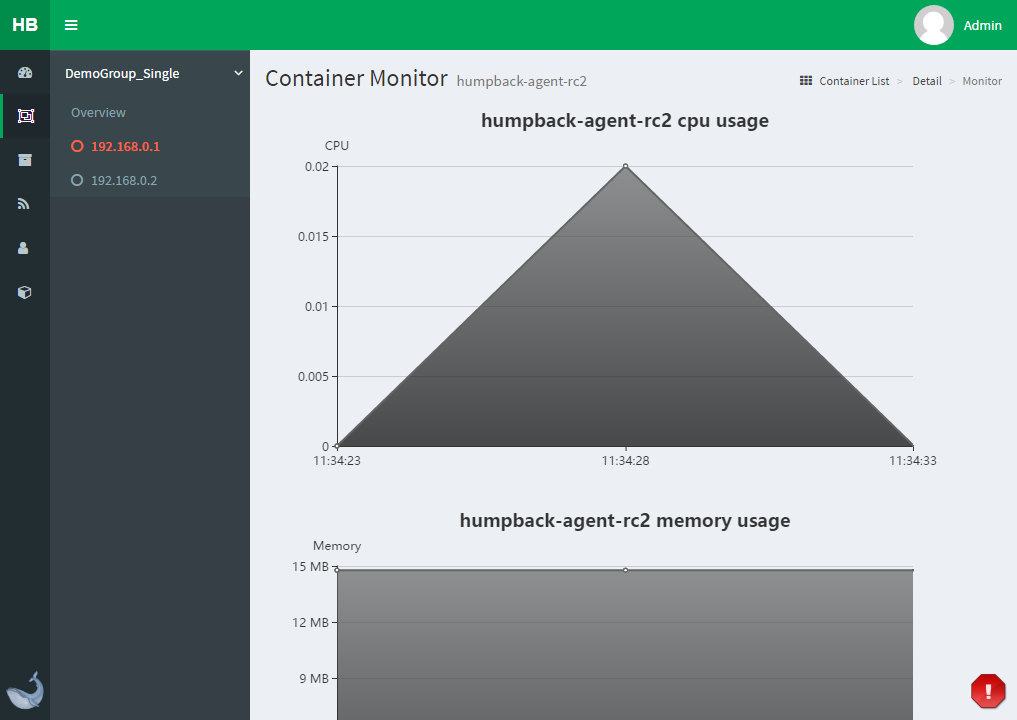 HB
Admin
DemoGroup_Single
Overview
192.168.0.1
192.168.0.2
Container Monitor humpback-agent-rc2
Container List > Detail > Monitor
humpback-agent-rc2 cpu usage
CPU
0.02
0.015
0.01
0.005
0
11:34:23 11:34:28 11:34:33
humpback-agent-rc2 memory usage
Memory
15 MB
12 MB
9 MB
!